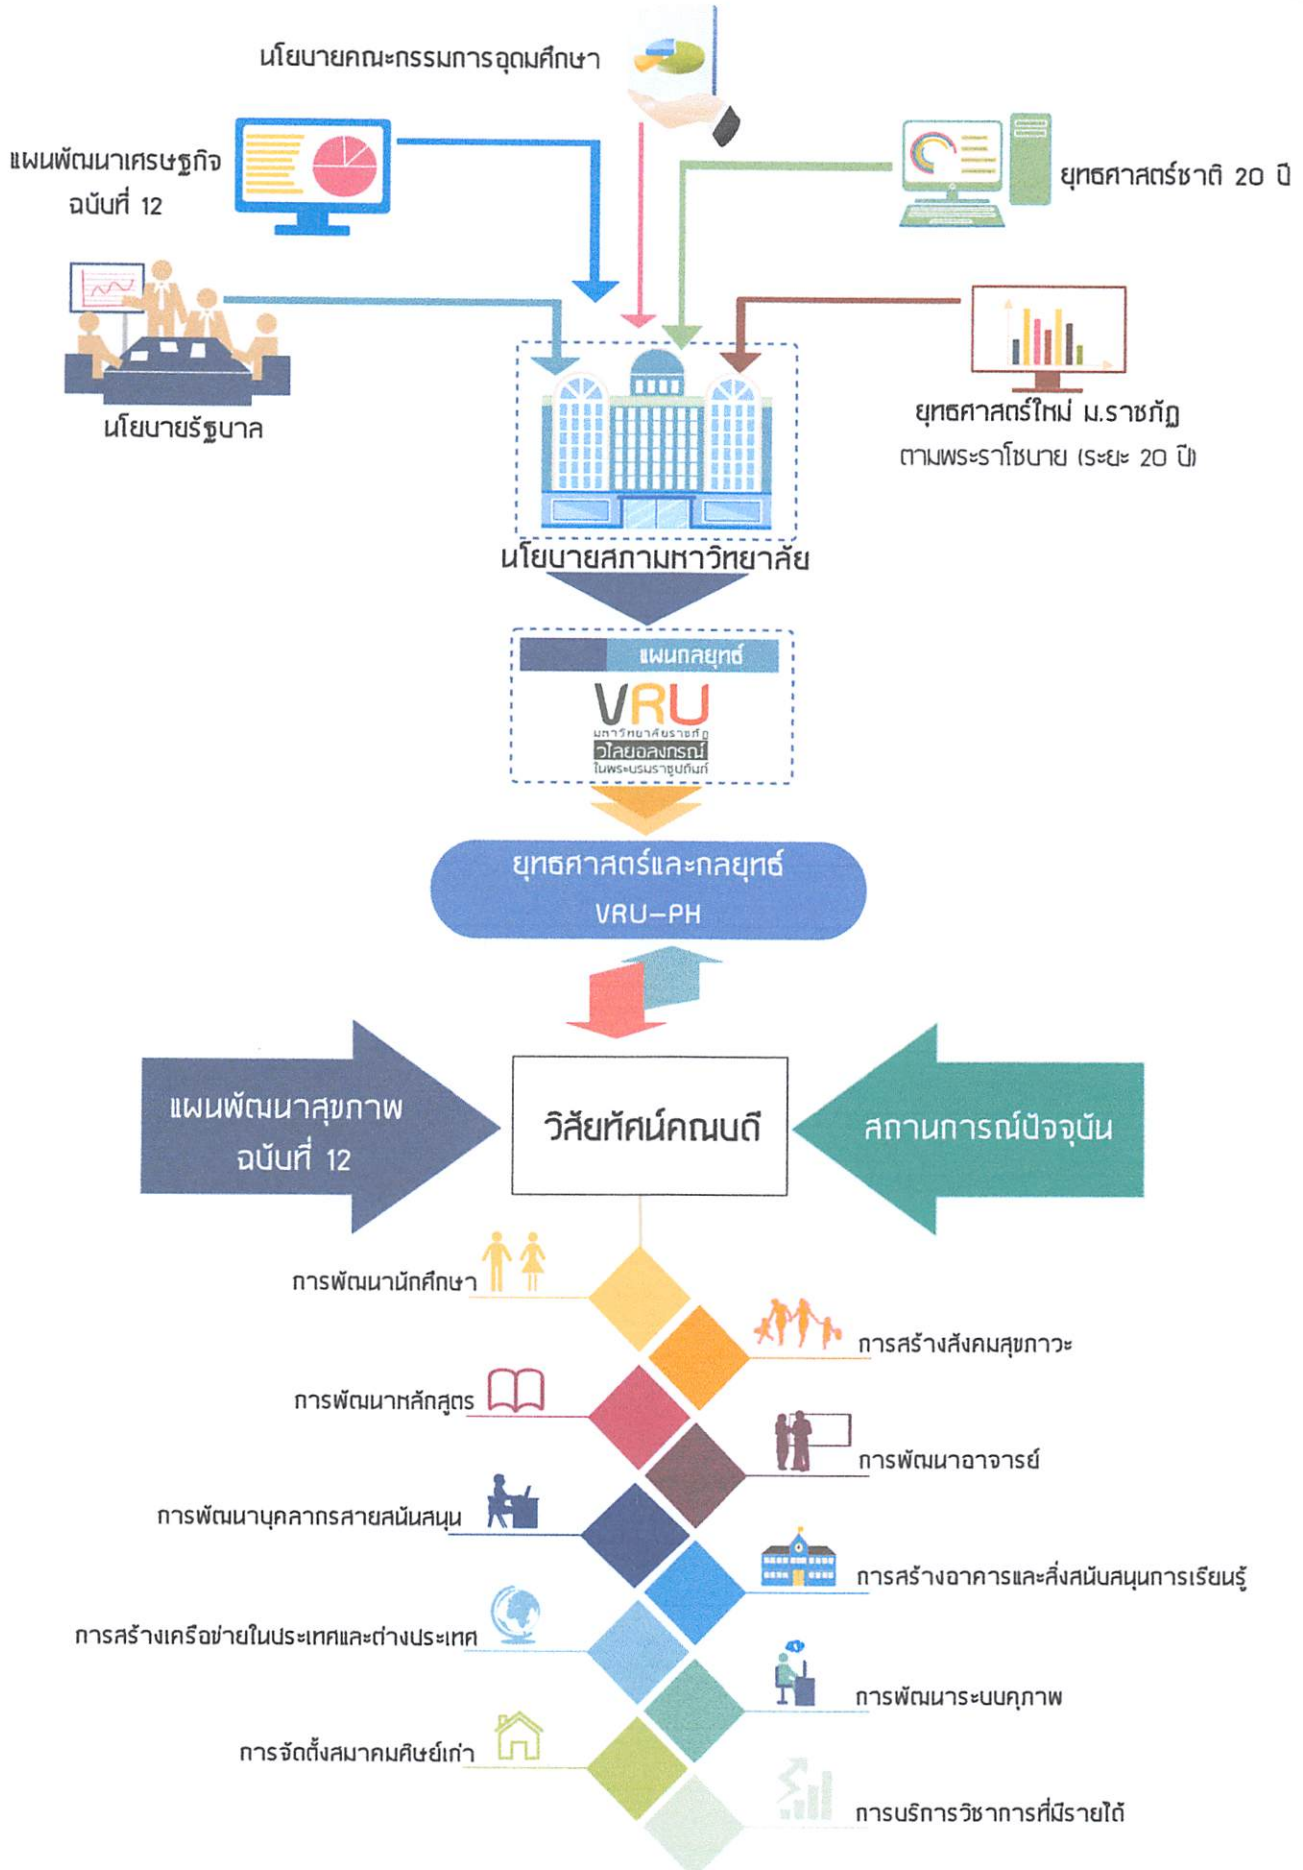 นโยบายคณะกรรมการอุดมศึกษา
แผนพัฒนาเศรษฐกิจ
ฉบับที่ 12
ยุทธศาสตร์ชาติ 20 ปี
นโยบายรัฐบาล
ยุทธศาสตร์ใหม่ ม.ราชภัฏ
ตามพระราโชบาย (ระยะ 20 ปี)
นโยบายสภามหาวิทยาลัย
แผนกลยุทธ์
VRU
มหาวิทยาลัยราชภัฏ
วไลยอลงกรณ์
ในพระบรมราชูปถัมภ์
ยุทธศาสตร์และกลยุทธ์
VRU-PH
แผนพัฒนาสุขภาพ
ฉบับที่ 12
วิสัยทัศน์คณบดี
สถานการณ์ปัจจุบัน
การพัฒนานักศึกษา
การสร้างสังคมสุขภาวะ
การพัฒนาหลักสูตร
การพัฒนาอาจารย์
การพัฒนาบุคลากรสายสนันสนุน
การสร้างอาคารและสิ่งสนับสนุนการเรียนรู้
การสร้างเครือข่ายในประเทศและต่างประเทศ
การพัฒนาระบบคุภาพ
การจัดตั้งสมาคมศิษย์เก่า
การบริการวิชาการที่มีรายได้